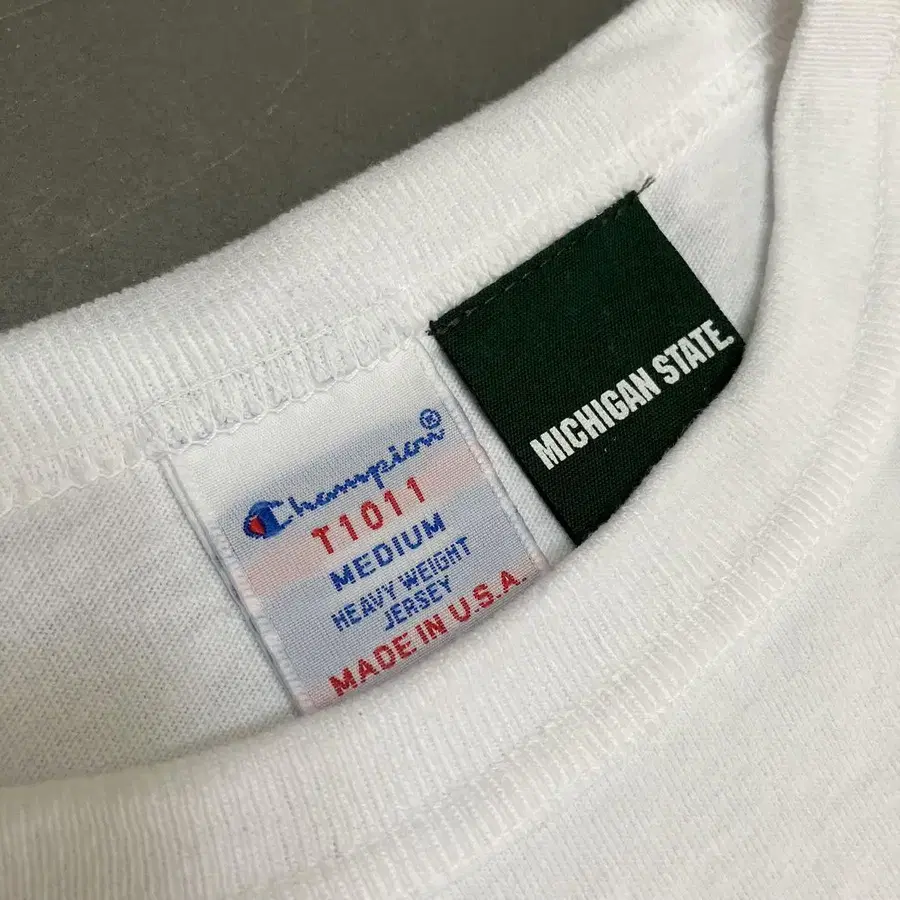 Champion®
T1011
MEDIUM
HEAVY WEIGHT
JERSEY
MADE IN U.S.A.
MICHIGAN STATE.